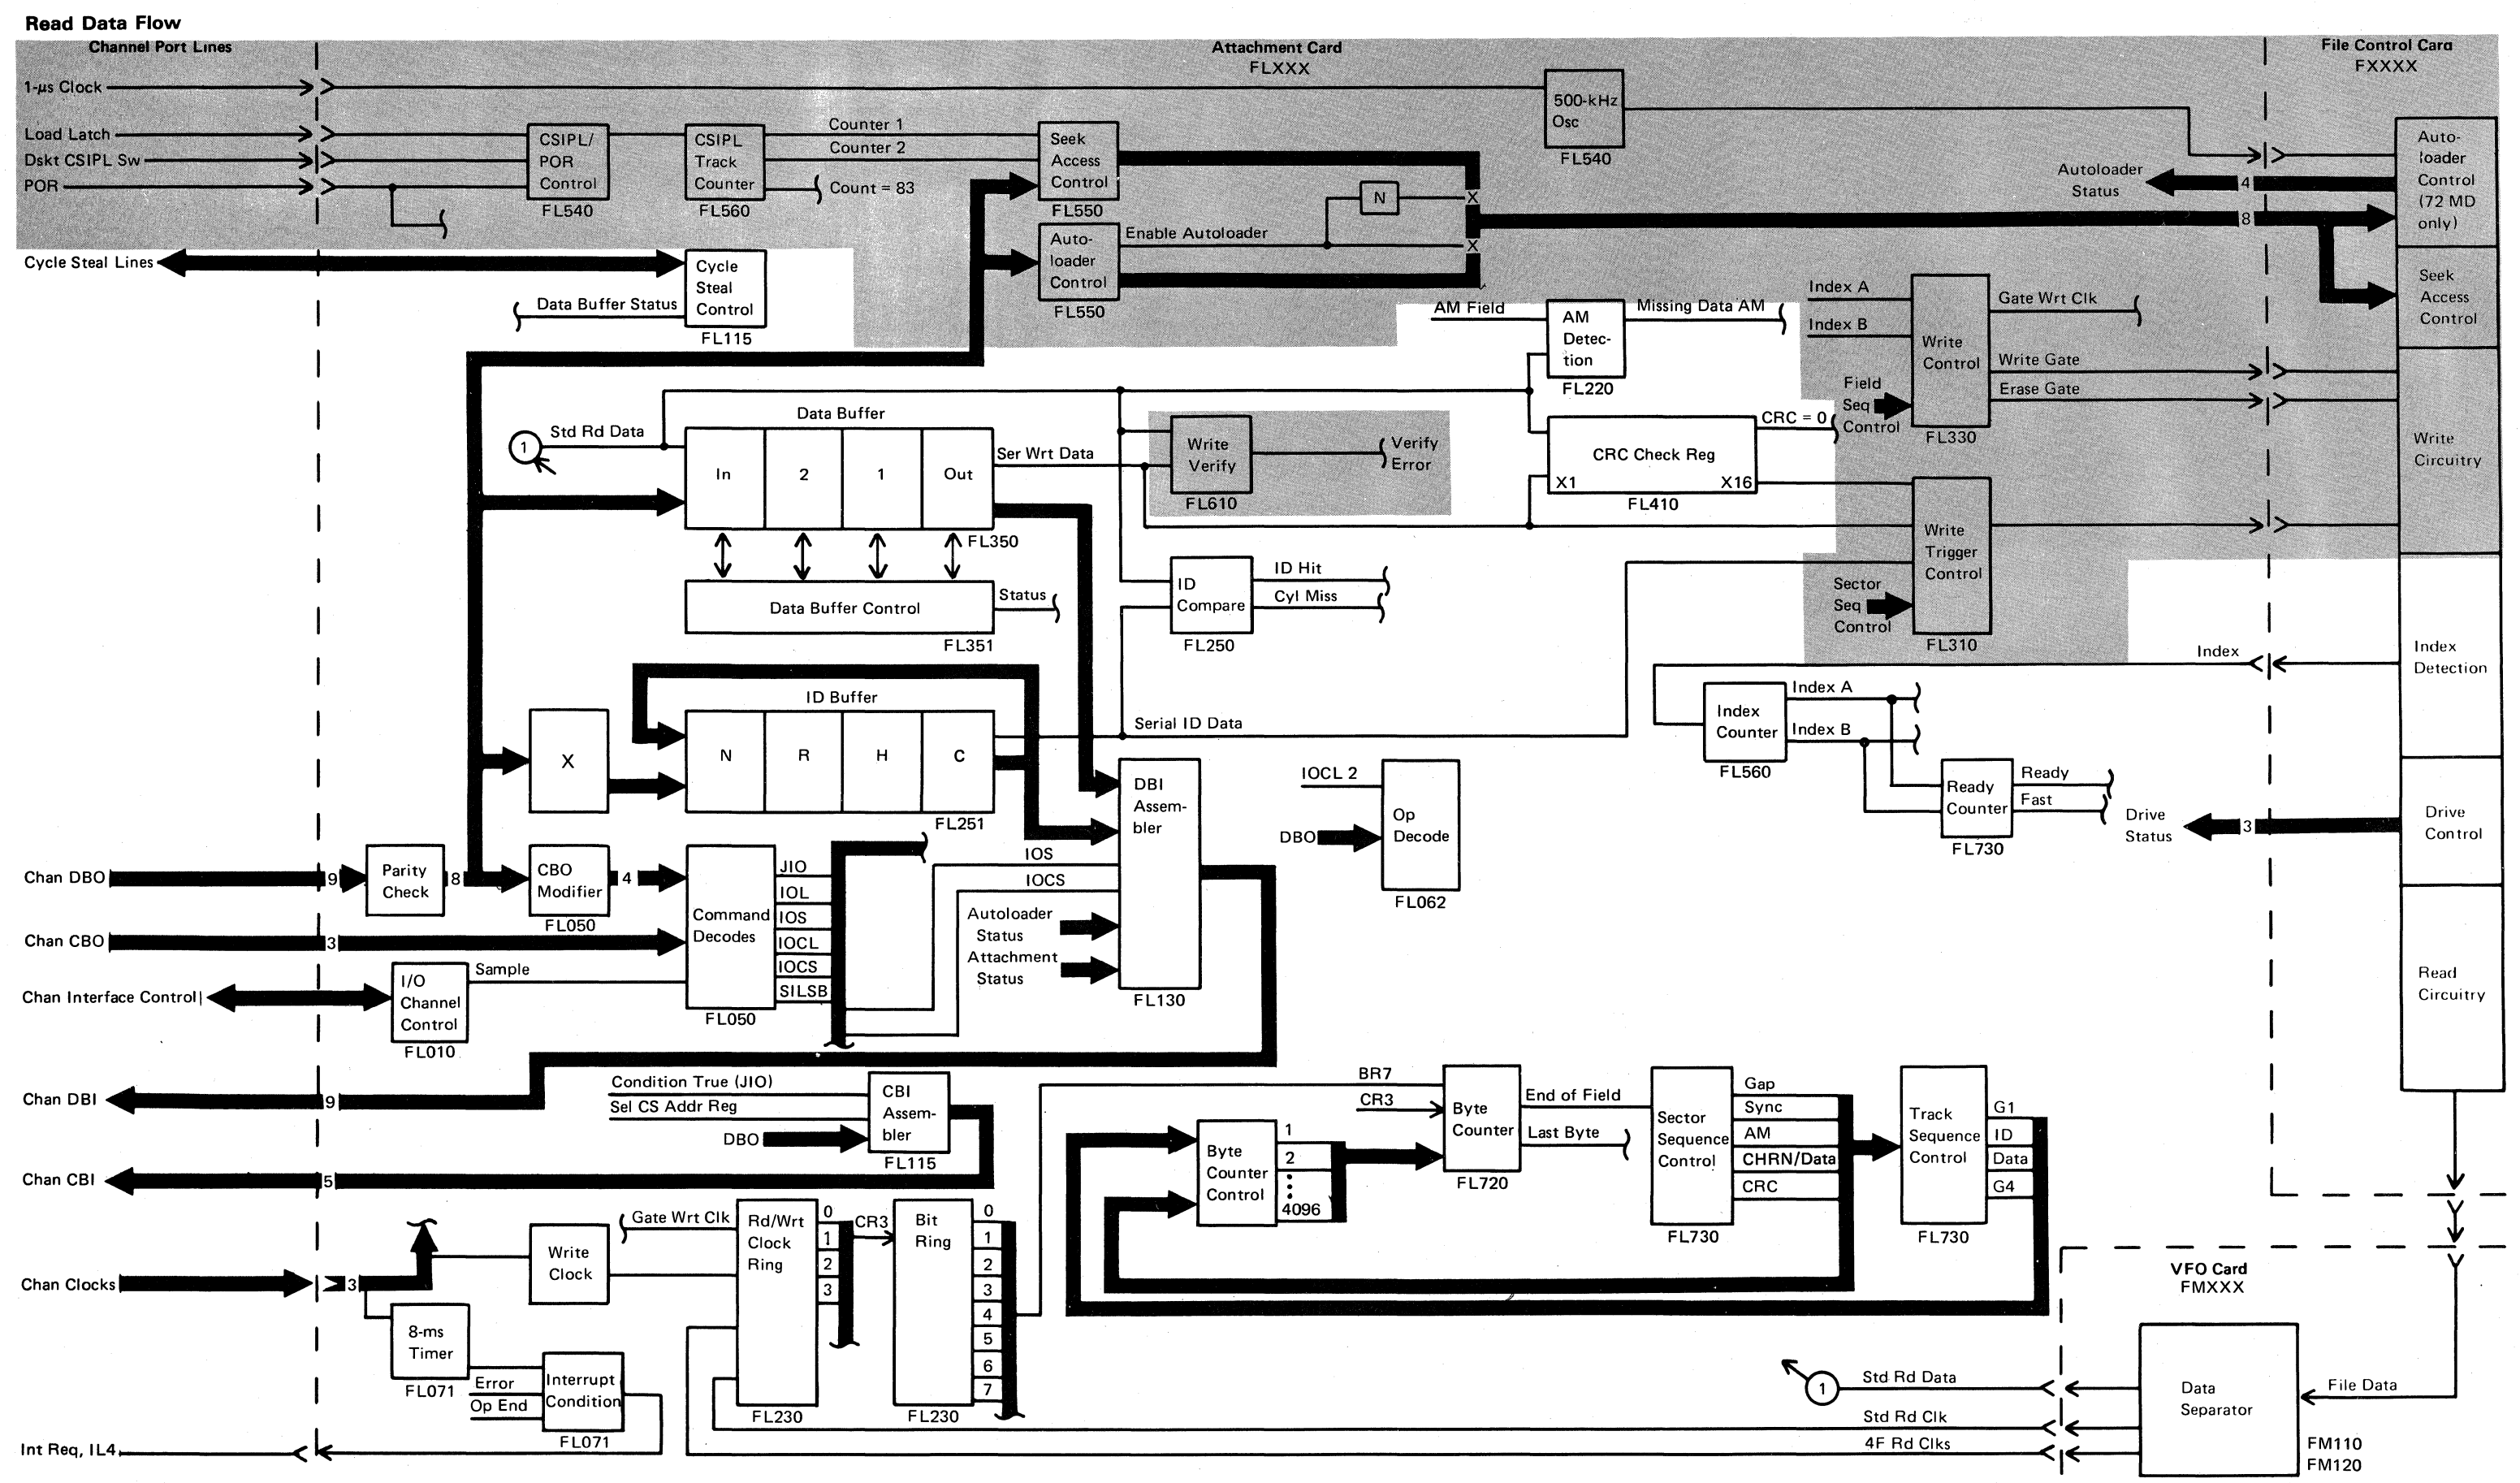 Read Data Flow
Channel Port Lines
Attachment Card
FLXXX
File Control Card
FXXXX
1-µs Clock
500-kHz
Osc
FL540
Load Latch
Dskt CSIPL Sw
POR
CSIPL/
POR
Control
FL540
CSIPL
Track
Counter
FL560
Counter 1
Counter 2
Count = 83
Seek
Access
Control
FL550
N
X
X
Autoloader
Status
4
8
Auto-
loader
Control
(72 MD
only)
Auto-
loader
Control
FL550
Enable Autoloader
Cycle Steal Lines
Cycle
Steal
Control
FL115
Data Buffer Status
Seek
Access
Control
AM Field
AM
Detec-
tion
FL220
Missing Data AM
Index A
Index B
Write
Control
FL330
Gate Wrt Clk
Write Gate
Erase Gate
Field
Seq
Control
Write
Circuitry
1
Std Rd Data
Data Buffer
In
2
1
Out
FL350
Ser Wrt Data
Write
Verify
FL610
Verify
Error
CRC Check Reg
X1
X16
FL410
CRC = 0
Write
Trigger
Control
FL310
Sector
Seq
Control
Data Buffer Control
FL351
Status
ID
Compare
FL250
ID Hit
Cyl Miss
Index
Index
Detection
ID Buffer
X
N
R
H
C
FL251
Serial ID Data
Index
Counter
FL560
Index A
Index B
Ready
Counter
FL730
Ready
Fast
Drive
Status
3
Drive
Control
DBI
Assem-
bler
FL130
IOCL 2
DBO
Op
Decode
FL062
Chan DBO
9
Parity
Check
8
CBO
Modifier
FL050
4
Command
Decodes
FL050
JIO
IOL
IOS
IOCL
IOCS
SILSB
IOS
IOCS
Autoloader
Status
Attachment
Status
Chan CBO
3
Chan Interface Control
I/O
Channel
Control
FL010
Sample
Read
Circuitry
Chan DBI
9
Condition True (JIO)
Sel CS Addr Reg
DBO
CBI
Assem-
bler
FL115
Chan CBI
5
BR7
CR3
Byte
Counter
FL720
End of Field
Last Byte
Byte
Counter
Control
1
2
4096
Sector
Sequence
Control
FL730
Gap
Sync
AM
CHRN/Data
CRC
Track
Sequence
Control
FL730
G1
ID
Data
G4
Chan Clocks
3
Write
Clock
Gate Wrt Clk
Rd/Wrt
Clock
Ring
FL230
0
1
2
3
CR3
Bit
Ring
FL230
0
1
2
3
4
5
6
7
8-ms
Timer
FL071
Error
Op End
Interrupt
Condition
FL071
Int Req, IL4
VFO Card
FMXXX
1
Std Rd Data
Std Rd Clk
4F Rd Clks
Data
Separator
File Data
FM110
FM120